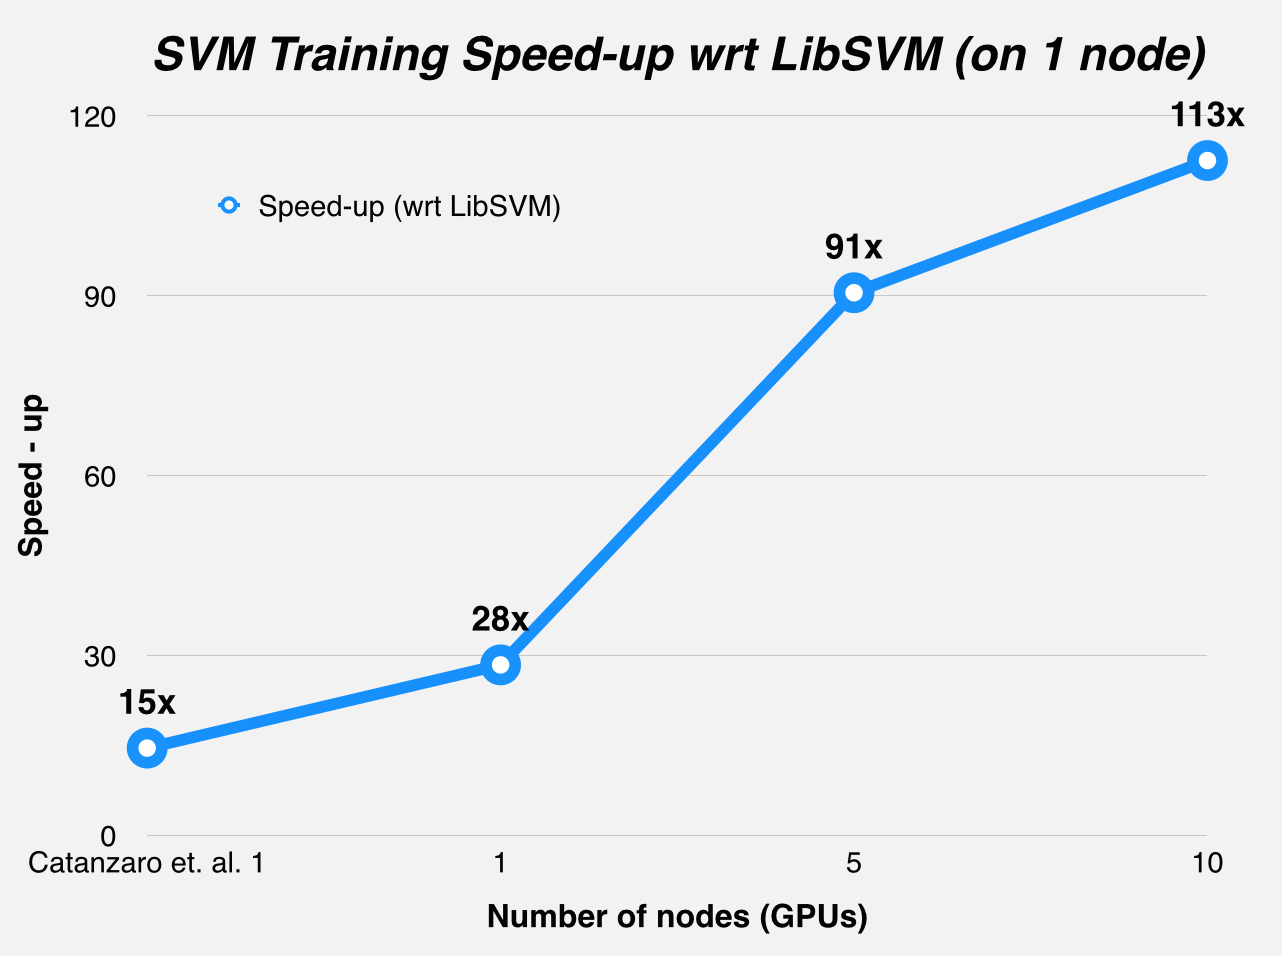 SVM Training Speed-up wrt LibSVM (on 1 node)
120
113x
Speed-up (wrt LibSVM)
91x
90
Speed - up
60
28x
30
15x
0
Catanzaro et. al. 1
1
5
10
Number of nodes (GPUs)